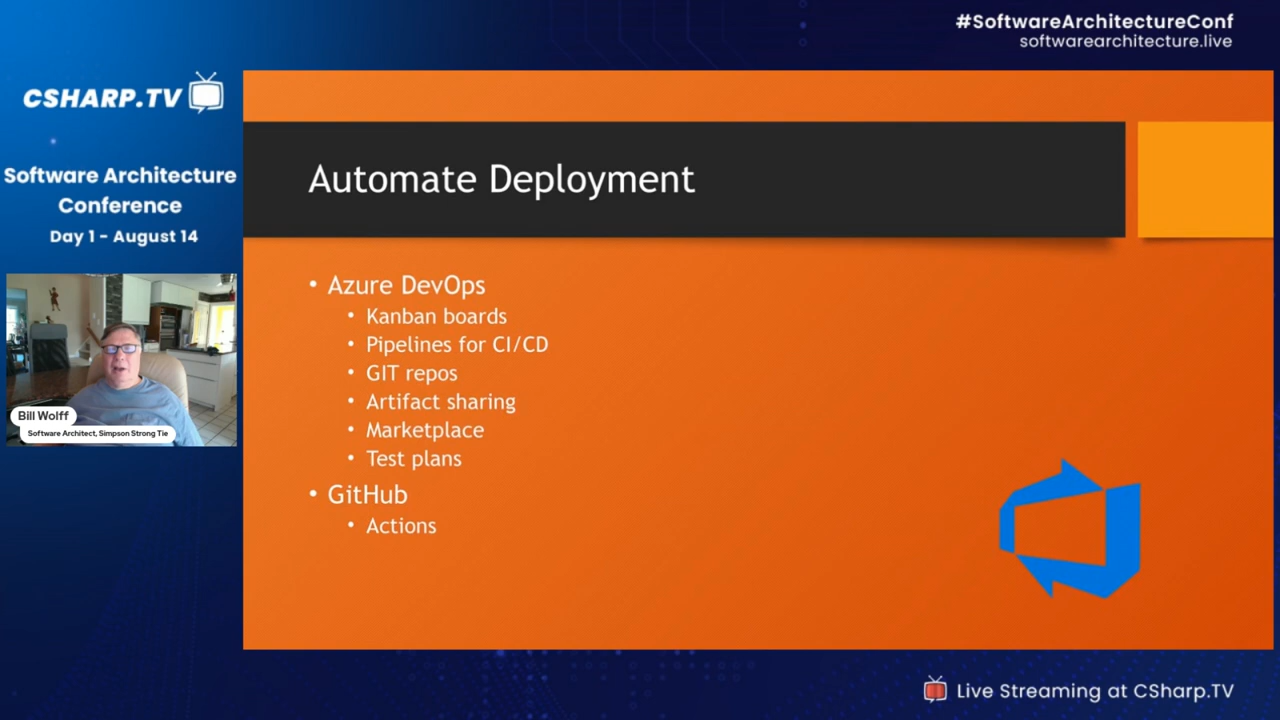 #SoftwareArchitectureConf
softwarearchitecture.live
CSHARP.TV
Software Architecture
Conference
Day 1 - August 14
Bill Wolff
Software Architect, Simpson Strong Tie
Automate Deployment
• Azure DevOps
• Kanban boards
• Pipelines for CI/CD
• GIT repos
• Artifact sharing
• Marketplace
• Test plans
• GitHub
• Actions
Live Streaming at CSharp.TV